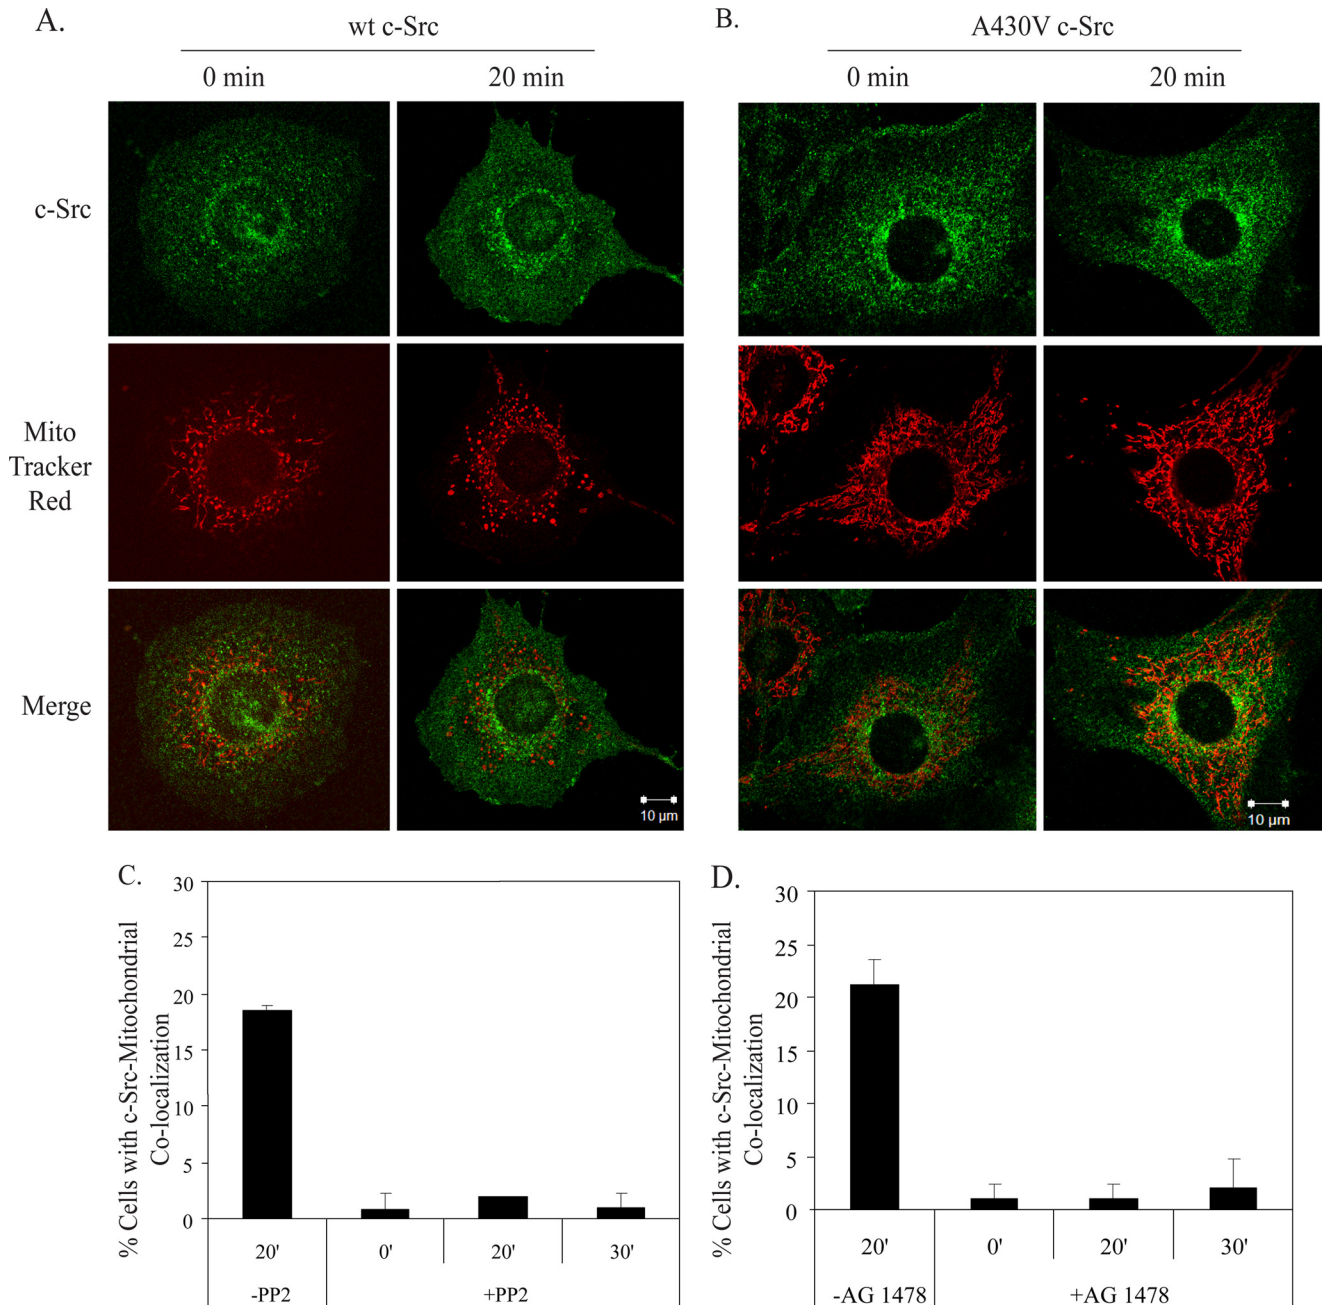 A.
wt c-Src
0 min
20 min
B.
A430V c-Src
0 min
20 min
c-Src
Mito
Tracker
Red
Merge
10 µm
10 µm
C.
% Cells with c-Src-Mitochondrial
Co-localization
30
25
20
15
10
5
0
20'
0'
20'
30'
-PP2
+PP2
D.
% Cells with c-Src-Mitochondrial
Co-localization
30
25
20
15
10
5
0
20'
0'
20'
30'
-AG 1478
+AG 1478